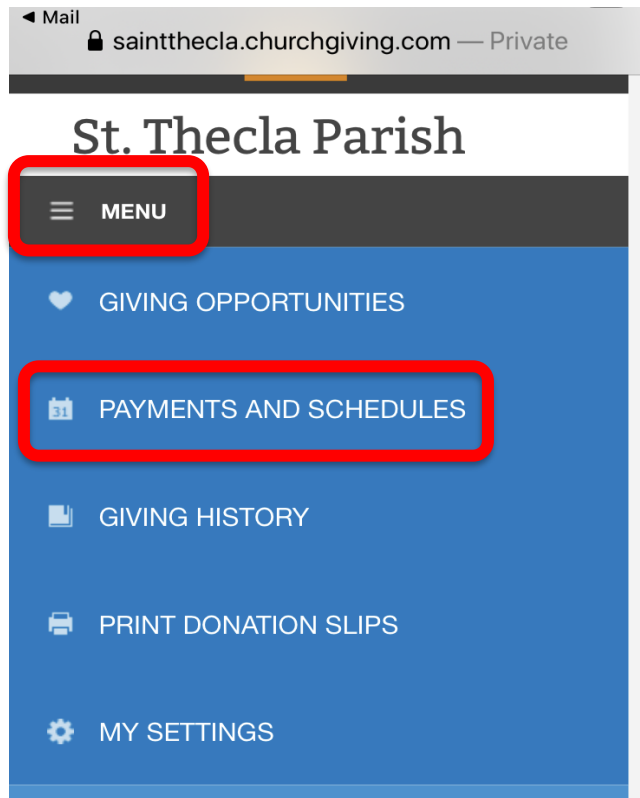 ◀ Mail
saintthecla.churchgiving.com — Private
St. Thecla Parish
MENU
GIVING OPPORTUNITIES
31 PAYMENTS AND SCHEDULES
GIVING HISTORY
PRINT DONATION SLIPS
MY SETTINGS